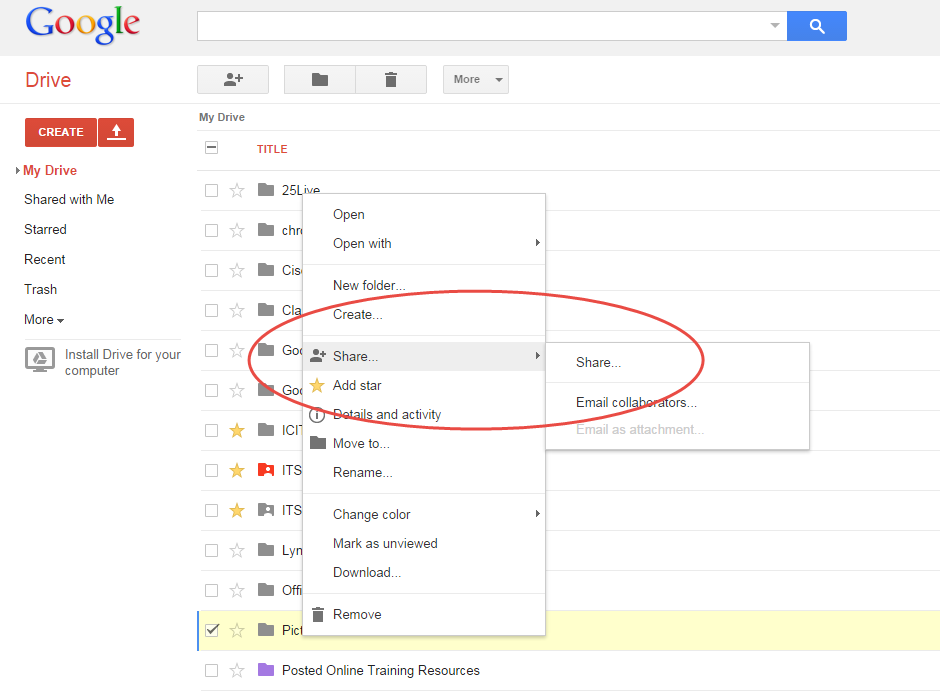 Google
Drive
More
My Drive
CREATE
TITLE
My Drive
Shared with Me
Starred
Recent
Trash
More
Install Drive for your
computer
25Live
chr
Cis
Cla
Goo
Goo
ICIT
ITS
ITS
Lyn
Offi
Pict
Posted Online Training Resources
Open
Open with
New folder...
Create...
Share...
Add star
Details and activity
Move to...
Rename...
Change color
Mark as unviewed
Download...
Remove
Share...
Email collaborators...
Email as attachment...